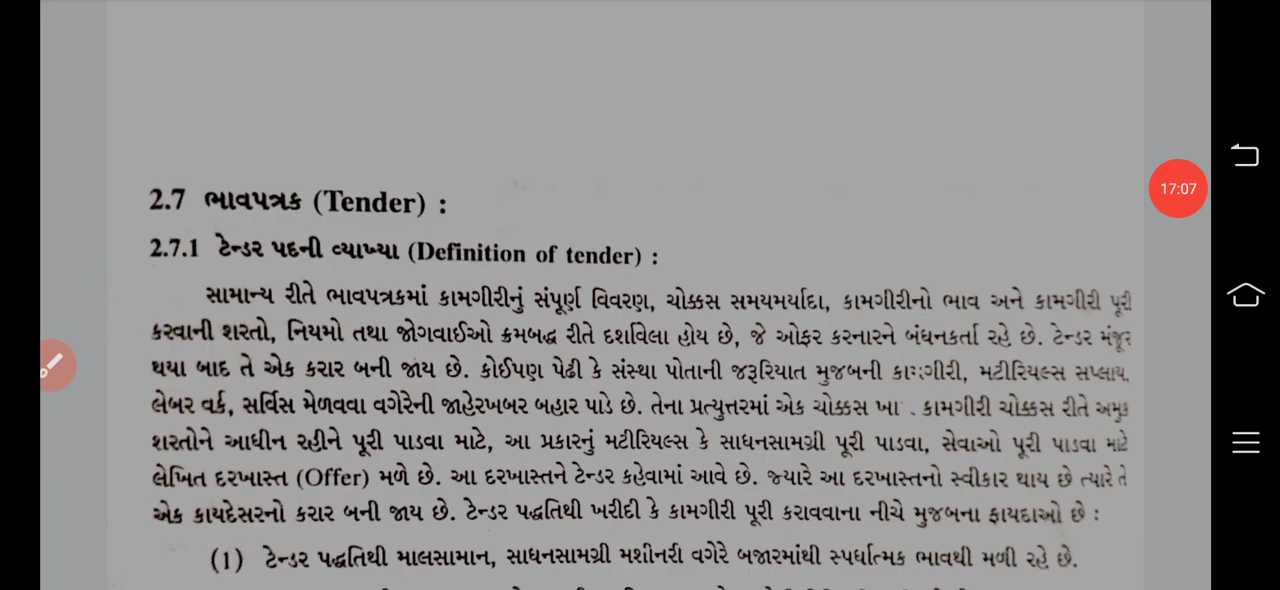 2.7 ભાવપત્રક (Tender) :
2.7.1 ટેન્ડર પદની વ્યાખ્યા (Definition of tender) :
સામાન્ય રીતે ભાવપત્રકમાં કામગીરીનું સંપૂર્ણ વિવરણ, ચોક્કસ સમયમર્યાદા, કામગીરીનો ભાવ અને કામગીરી પૂરી
કરવાની શરતો, નિયમો તથા જોગવાઈઓ ક્રમબદ્ધ રીતે દર્શાવેલા હોય છે, જે ઓફર કરનારને બંધનકર્તા રહે છે. ટેન્ડર મંજૂર
થયા બાદ તે એક કરાર બની જાય છે. કોઈપણ પેઢી કે સંસ્થા પોતાની જરૂરિયાત મુજબની કામગીરી, મટીરિયલ્સ સપ્લાય,
લેબર વર્ક, સર્વિસ મેળવવા વગેરેની જાહેરખબર બહાર પાડે છે. તેના પ્રત્યુત્તરમાં એક ચોક્કસ કામગીરી ચોક્કસ રીતે અમુક
શરતોને આધીન રહીને પૂરી પાડવા માટે, આ પ્રકારનું મટીરિયલ્સ કે સાધનસામગ્રી પૂરી પાડવા, સેવાઓ પૂરી પાડવા માટે
લેખિત દરખાસ્ત (Offer) મળે છે. આ દરખાસ્તને ટેન્ડર કહેવામાં આવે છે. જ્યારે આ દરખાસ્તનો સ્વીકાર થાય છે ત્યારે તે
એક કાયદેસરનો કરાર બની જાય છે. ટેન્ડર પદ્ધતિથી ખરીદી કે કામગીરી પૂરી કરાવવાના નીચે મુજબના ફાયદાઓ છે :
(1) ટેન્ડર પદ્ધતિથી માલસામાન, સાધનસામગ્રી મશીનરી વગેરે બજારમાંથી સ્પર્ધાત્મક ભાવથી મળી રહે છે.
17:07